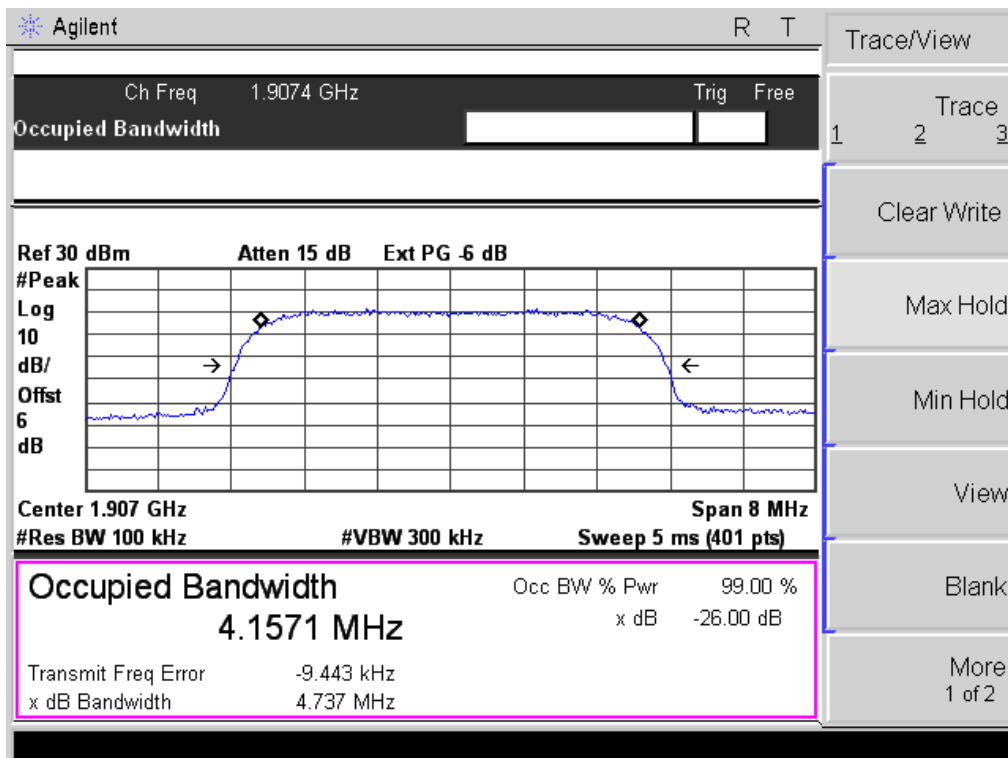 Agilent R T
Trace/View
Ch Freq 1.9074 GHz Trig Free
Occupied Bandwidth
Trace
1 2 3
Clear Write
Max Hold
Min Hold
View
Blank
More
1 of 2
Ref 30 dBm Atten 15 dB Ext PG -6 dB
#Peak
Log
10
dB/
Offst
6
dB
Center 1.907 GHz Span 8 MHz
#Res BW 100 kHz #VBW 300 kHz Sweep 5 ms (401 pts)
Occupied Bandwidth Occ BW % Pwr 99.00 %
4.1571 MHz x dB -26.00 dB
Transmit Freq Error -9.443 kHz
x dB Bandwidth 4.737 MHz